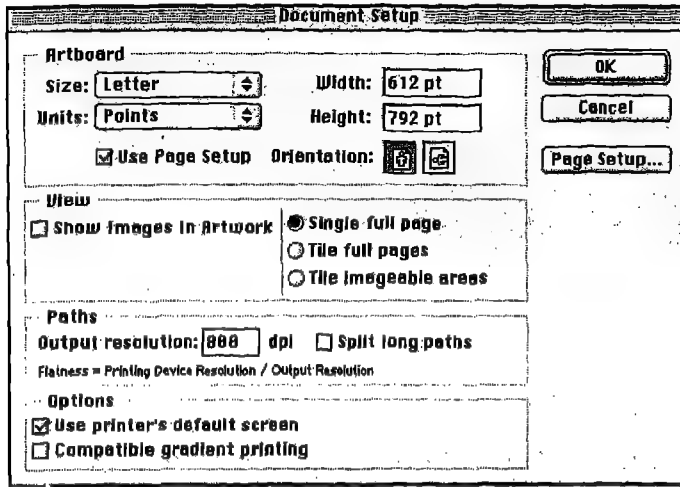 Document Setup
Artboard
Size: Letter
Width: 612 pt
OK
Units: Points
Height: 792 pt
Cancel
Use Page Setup
Orientation:
Page Setup...
View
Show Images In Artwork
Single full page
Tile full pages
Tile imageable areas
Paths
Output resolution: 800 dpi
Split long paths
Flatness = Printing Device Resolution / Output Resolution
Options
Use printer's default screen
Compatible gradient printing